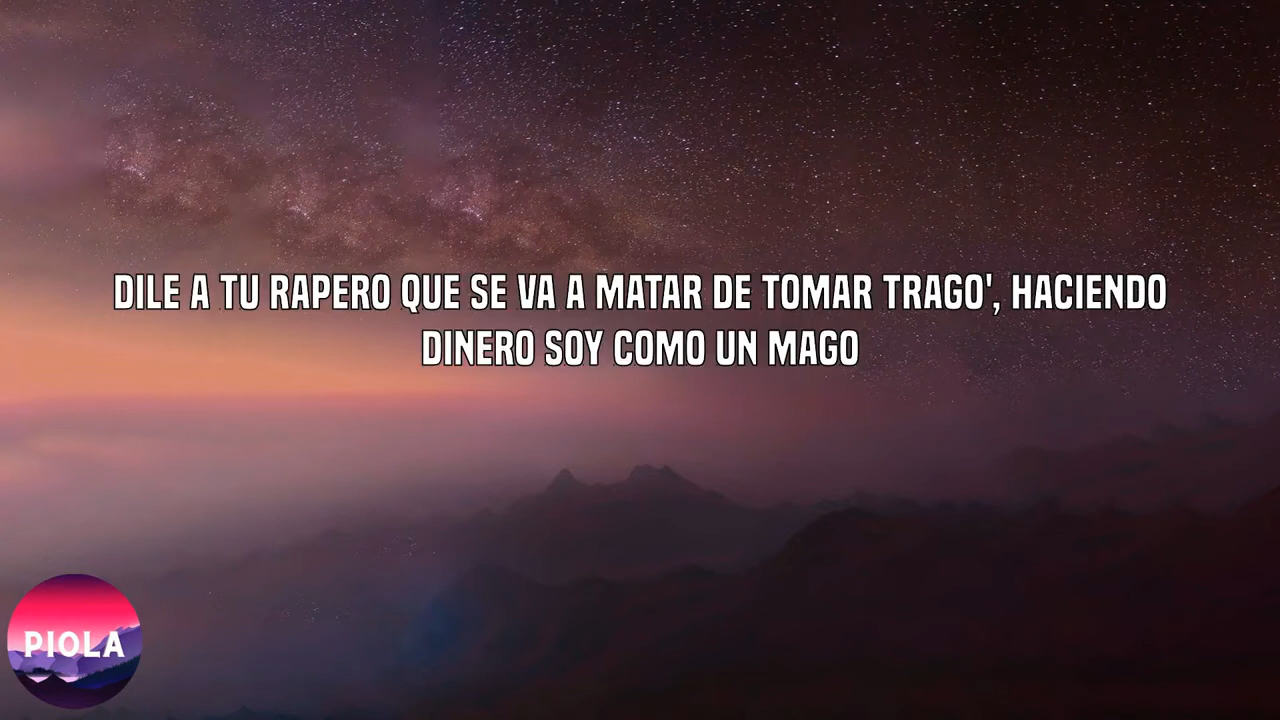 DILE A TU RAPERO QUE SE VA A MATAR DE TOMAR TRAGO', HACIENDO
DINERO SOY COMO UN MAGO
PIOLA